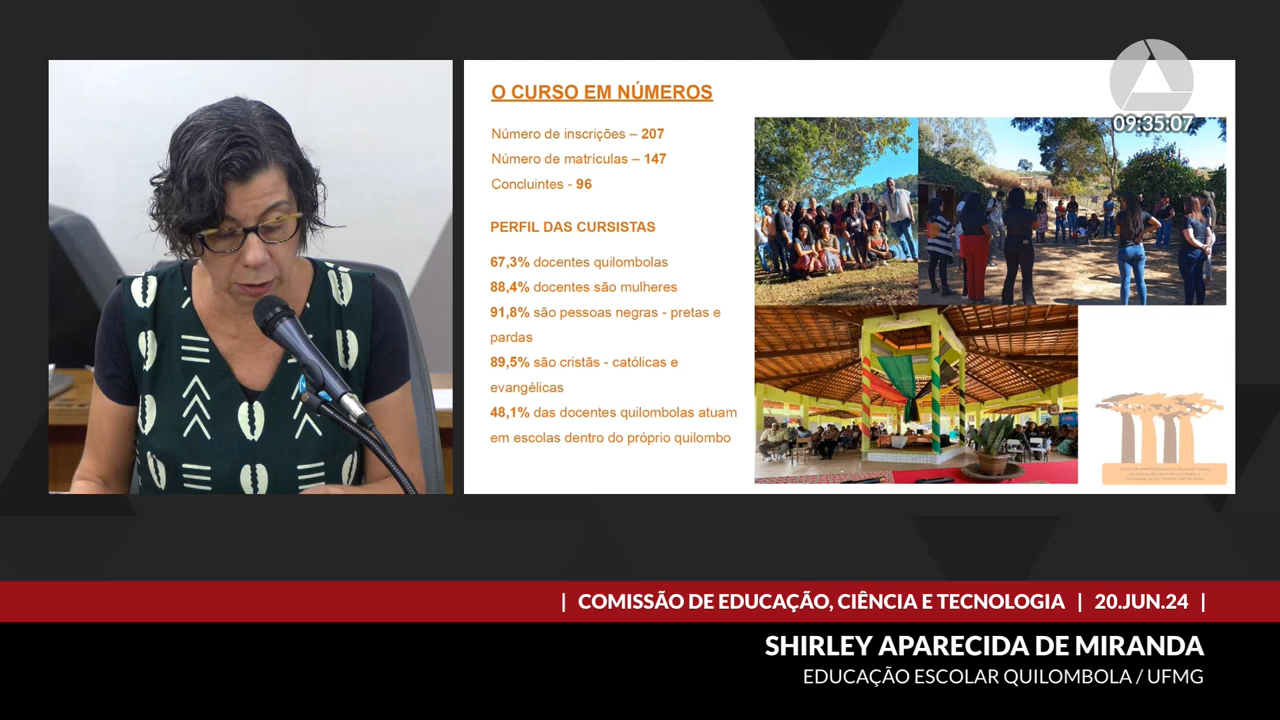 O CURSO EM NÚMEROS
Número de inscrições – 207
Número de matrículas – 147
Concluintes - 96
PERFIL DAS CURSISTAS
67,3% docentes quilombolas
88,4% docentes são mulheres
91,8% são pessoas negras - pretas e
pardas
89,5% são cristãs - católicas e
evangélicas
48,1% das docentes quilombolas atuam
em escolas dentro do próprio quilombo
09:35:07
| COMISSÃO DE EDUCAÇÃO, CIÊNCIA E TECNOLOGIA | 20.JUN.24 |
SHIRLEY APARECIDA DE MIRANDA
EDUCAÇÃO ESCOLAR QUILOMBOLA / UFMG